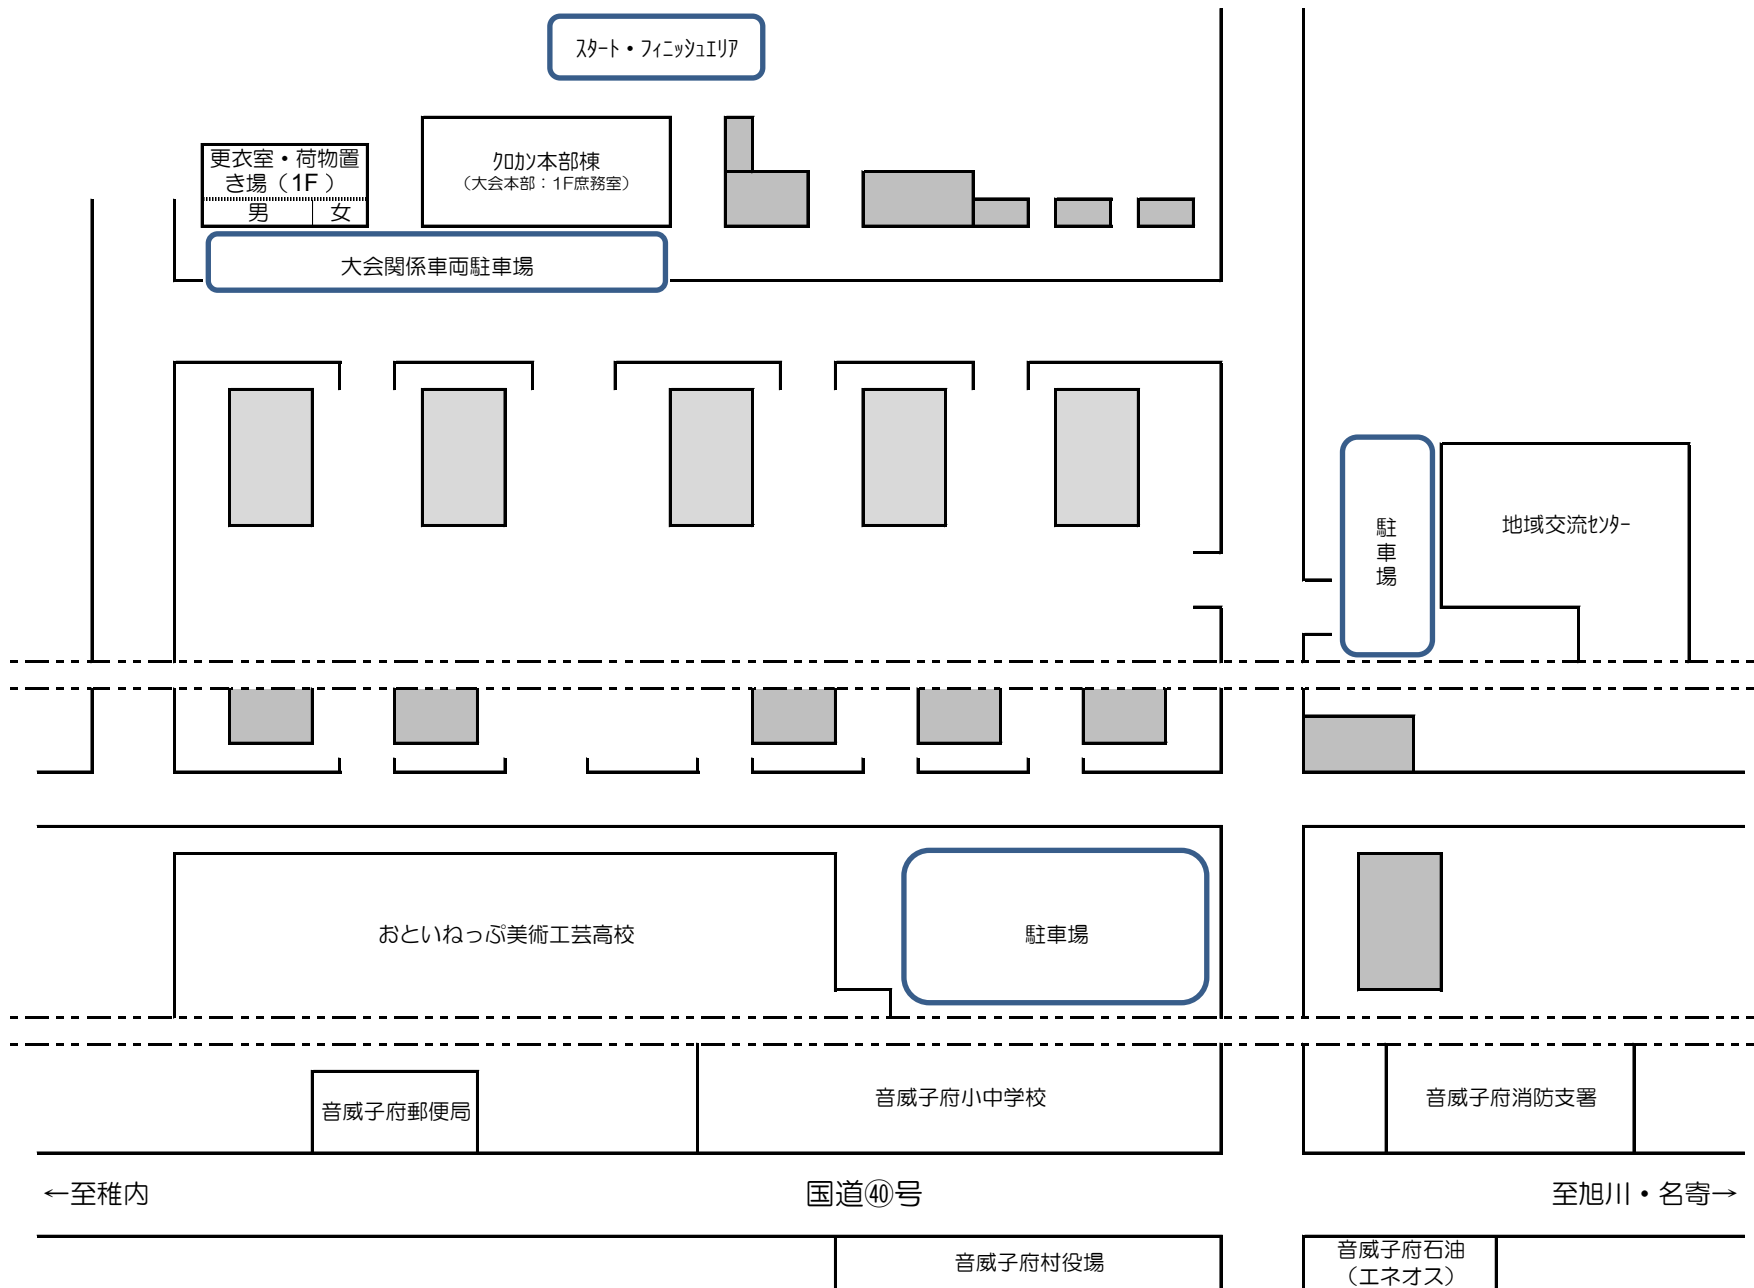 ｽﾀｰﾄ・ﾌｨﾆｯｼｭｴﾘｱ
更衣室・荷物置
き場（1F）
男 女
ｸﾛｶﾝ本部棟
（大会本部：1F庶務室）
大会関係車両駐車場
駐
車
場
地域交流ｾﾝﾀｰ
おといねっぷ美術工芸高校
駐車場
音威子府郵便局
音威子府小中学校
音威子府消防支署
←至稚内
国道㊵号
至旭川・名寄→
音威子府村役場
音威子府石油
（エネオス）